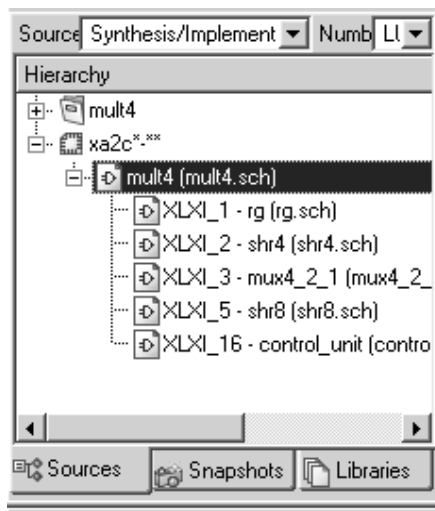 Source Synthesis/Implement Numb LU
Hierarchy
mult4
xa2c*-**
mult4 (mult4.sch)
XLXI_1 - rg (rg.sch)
XLXI_2 - shr4 (shr4.sch)
XLXI_3 - mux4_2_1 (mux4_2_
XLXI_5 - shr8 (shr8.sch)
XLXI_16 - control_unit (contro
Sources Snapshots Libraries